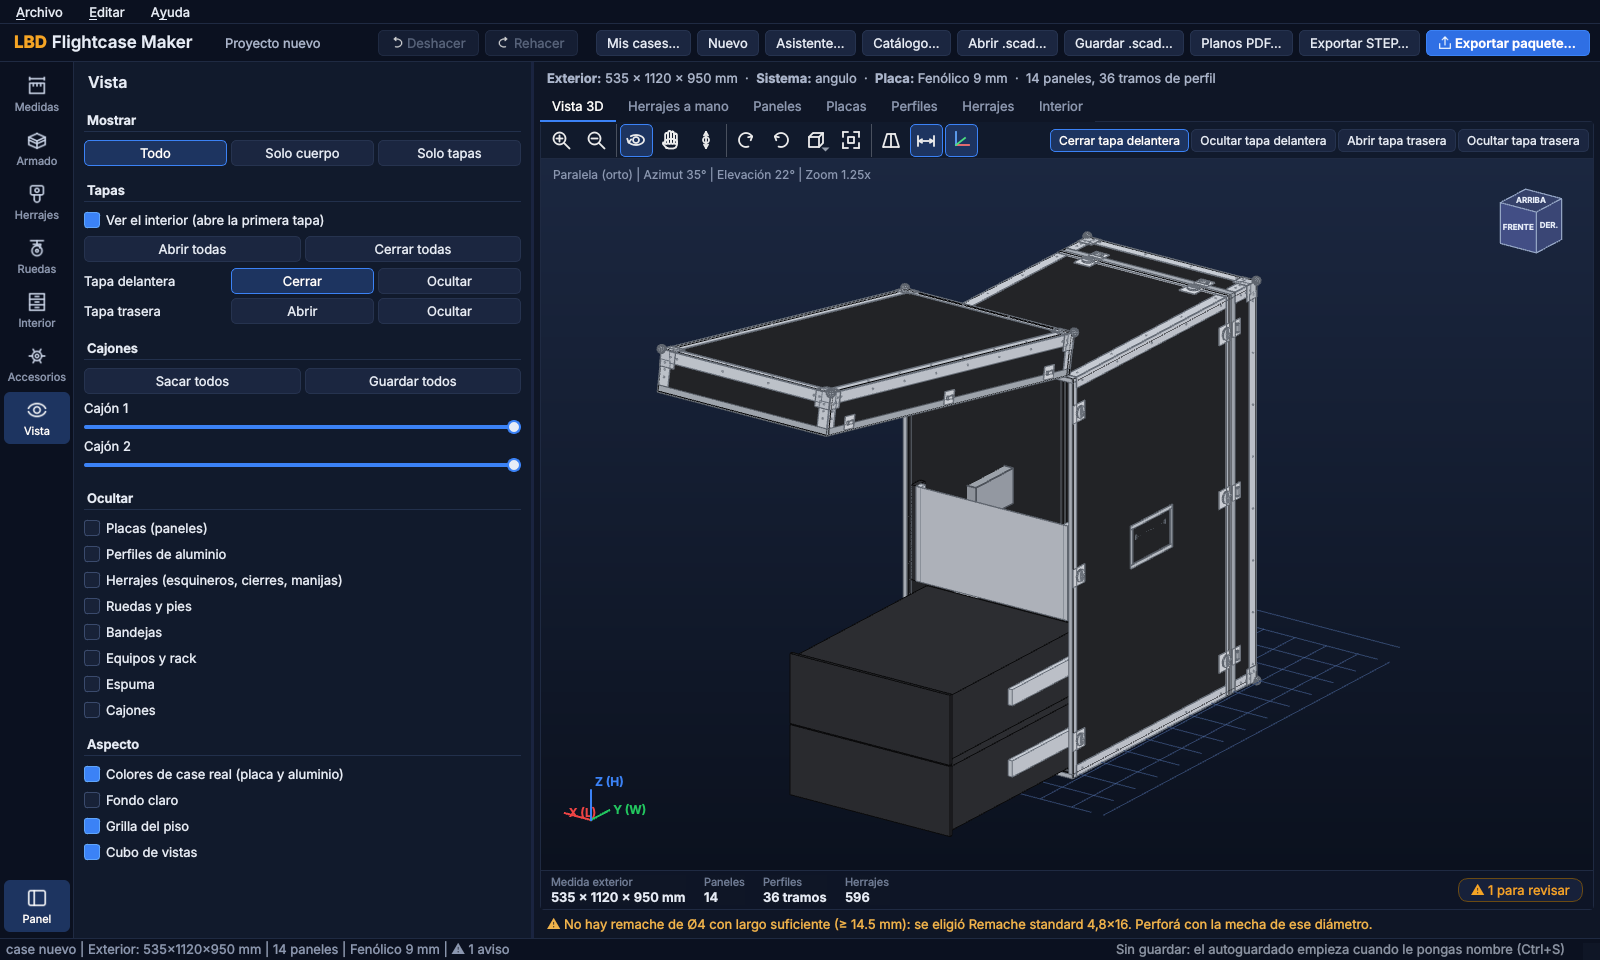 Archivo Editar Ayuda
LBD Flightcase Maker Proyecto nuevo Deshacer Rehacer Mis cases... Nuevo Asistente... Catálogo... Abrir .scad... Guardar .scad... Planos PDF... Exportar STEP... Exportar paquete...
Medidas
Armado
Herrajes
Ruedas
Interior
Accesorios
Vista
Panel
Vista
Mostrar
Todo Solo cuerpo Solo tapas
Tapas
Ver el interior (abre la primera tapa)
Abrir todas Cerrar todas
Tapa delantera Cerrar Ocultar
Tapa trasera Abrir Ocultar
Cajones
Sacar todos Guardar todos
Cajón 1
Cajón 2
Ocultar
Placas (paneles)
Perfiles de aluminio
Herrajes (esquineros, cierres, manijas)
Ruedas y pies
Bandejas
Equipos y rack
Espuma
Cajones
Aspecto
Colores de case real (placa y aluminio)
Fondo claro
Grilla del piso
Cubo de vistas
Exterior: 535 × 1120 × 950 mm · Sistema: angulo · Placa: Fenólico 9 mm · 14 paneles, 36 tramos de perfil
Vista 3D Herrajes a mano Paneles Placas Perfiles Herrajes Interior
Cerrar tapa delantera Ocultar tapa delantera Abrir tapa trasera Ocultar tapa trasera
Paralela (orto) | Azimut 35° | Elevación 22° | Zoom 1.25x
ARRIBA
FRENTE DER.
Z (H)
X (L) Y (W)
Medida exterior Paneles Perfiles Herrajes
535 × 1120 × 950 mm 14 36 tramos 596
1 para revisar
No hay remache de Ø4 con largo suficiente (≥ 14.5 mm): se eligió Remache standard 4,8×16. Perforá con la mecha de ese diámetro.
case nuevo | Exterior: 535×1120×950 mm | 14 paneles | Fenólico 9 mm | 1 aviso
Sin guardar: el autoguardado empieza cuando le pongas nombre (Ctrl+S)